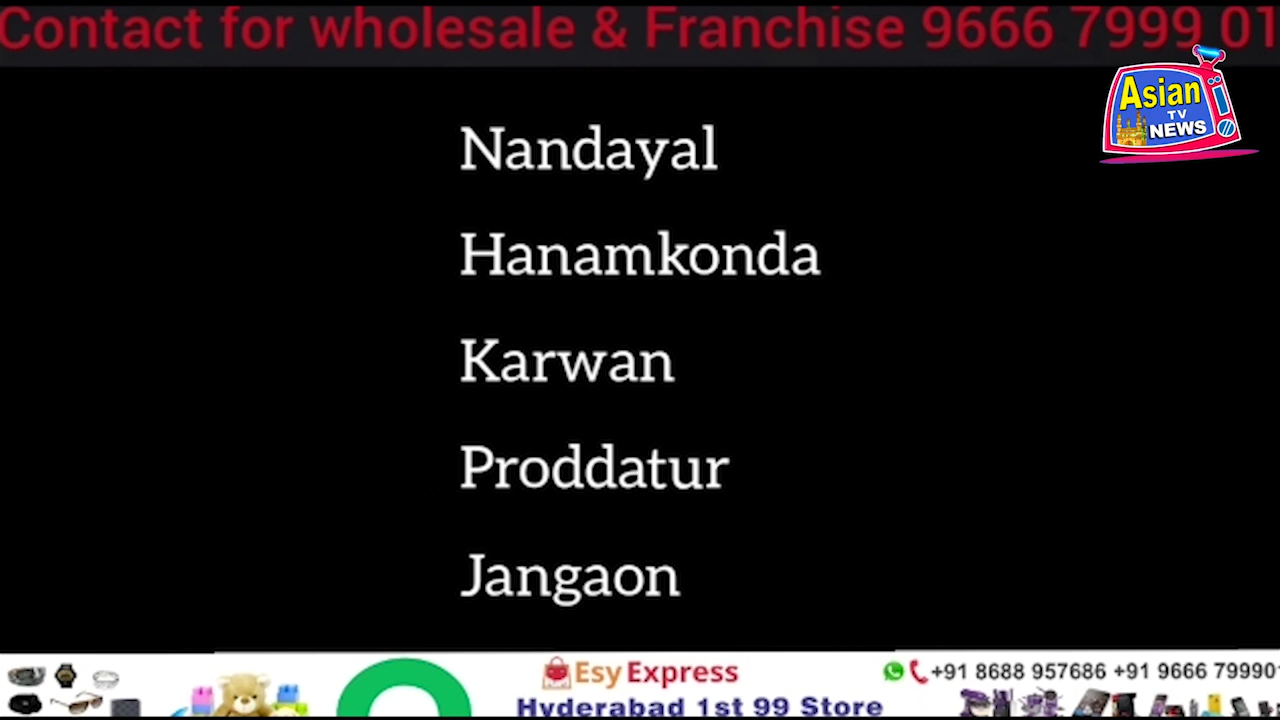 Contact for wholesale & Franchise 9666 7999 01
Asian
TV
NEWS
Nandayal
Hanamkonda
Karwan
Proddatur
Jangaon
Esy Express
+91 8688 957686 +91 9666 799901
Hyderabad 1st 99 Store